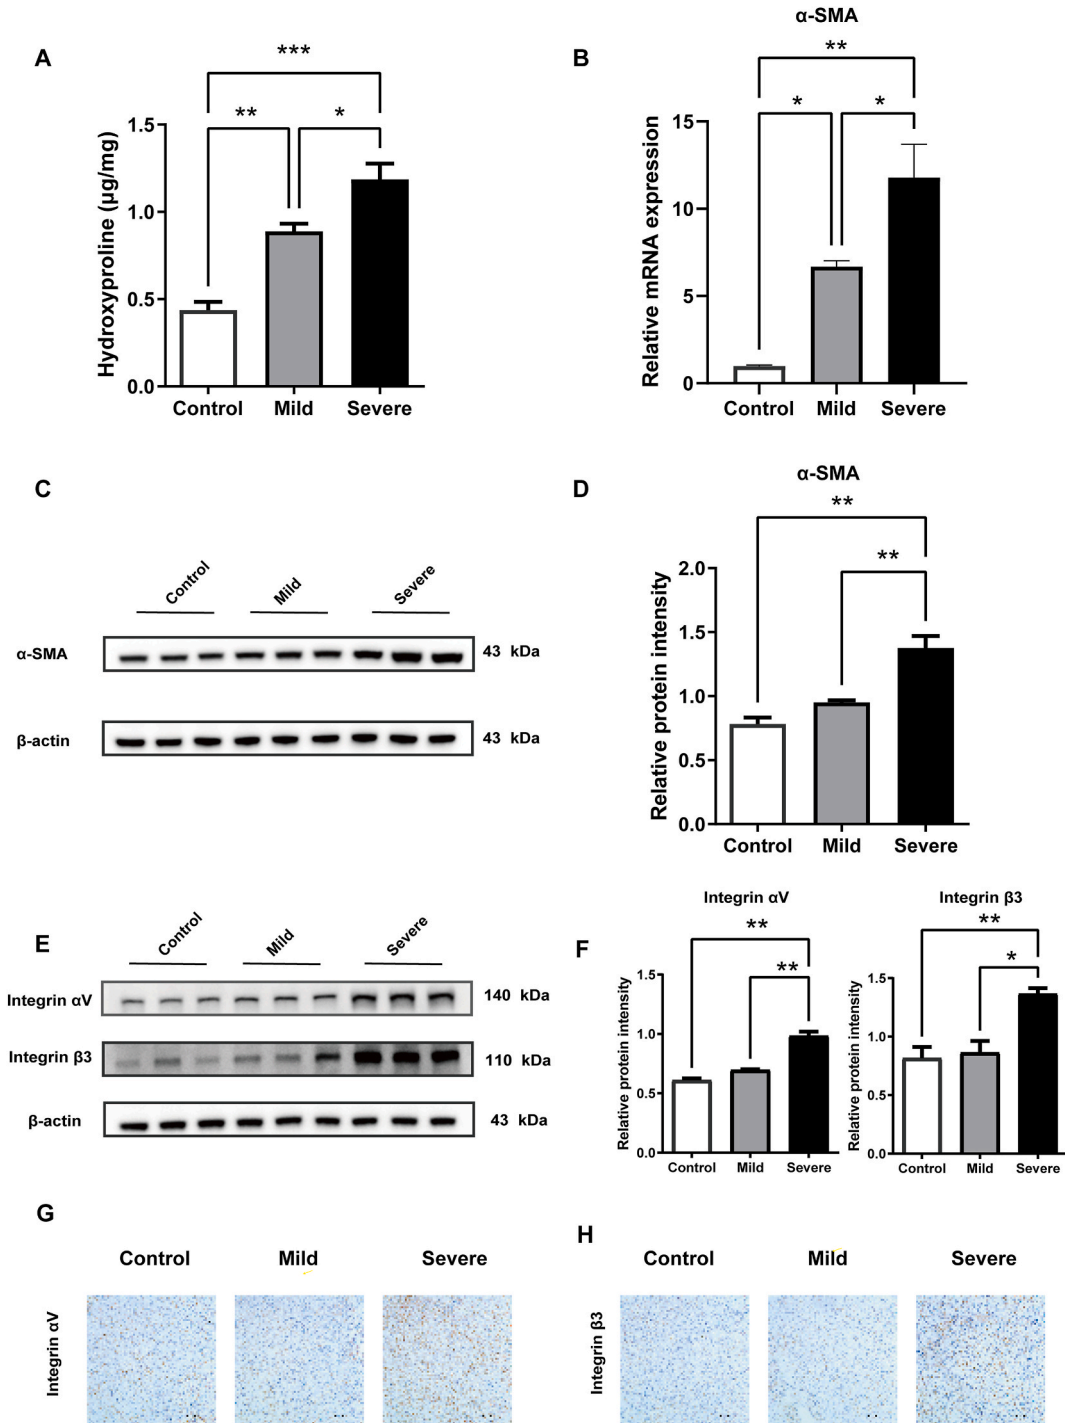 A
***
**
*
Hydroxyproline (µg/mg)
1.5
1.0
0.5
0.0
Control Mild Severe
B
α-SMA
**
*
*
Relative mRNA expression
15
10
5
0
Control Mild Severe
C
Control Mild Severe
α-SMA 43 kDa
β-actin 43 kDa
D
α-SMA
**
**
Relative protein intensity
2.0
1.5
1.0
0.5
0.0
Control Mild Severe
E
Control Mild Severe
Integrin αV 140 kDa
Integrin β3 110 kDa
β-actin 43 kDa
F
Integrin αV
**
**
Relative protein intensity
1.5
1.0
0.5
0.0
Control Mild Severe
Integrin β3
**
*
Relative protein intensity
1.5
1.0
0.5
0.0
Control Mild Severe
G
Control Mild Severe
Integrin αV
H
Control Mild Severe
Integrin β3